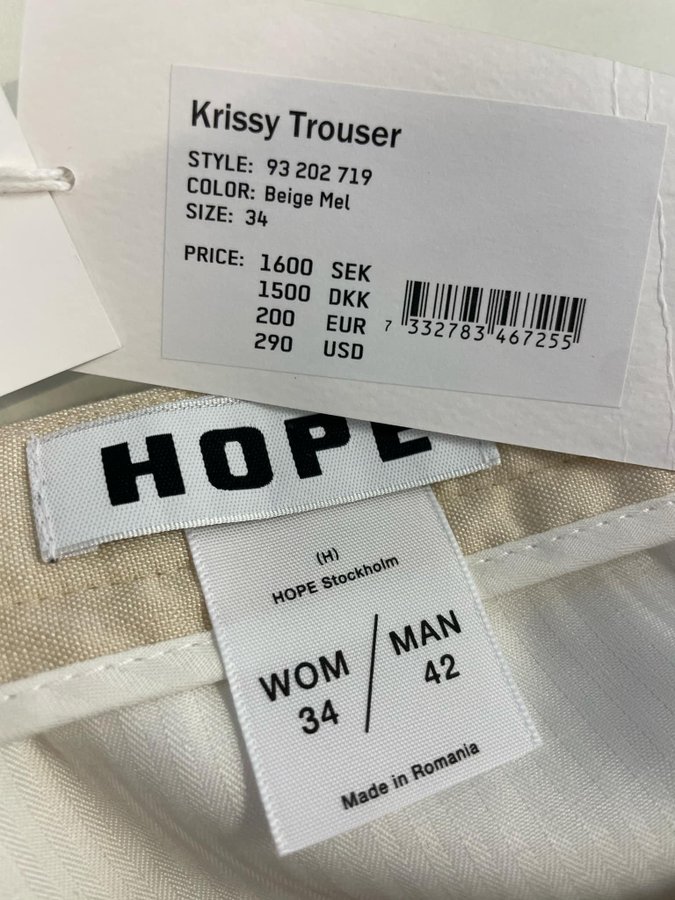 Krissy Trouser
STYLE: 93 202 719
COLOR: Beige Mel
SIZE: 34
PRICE: 1600 SEK
1500 DKK
200 EUR
290 USD
7 332783 467255
HOPE
(H)
HOPE Stockholm
WOM / MAN
34 42
Made in Romania